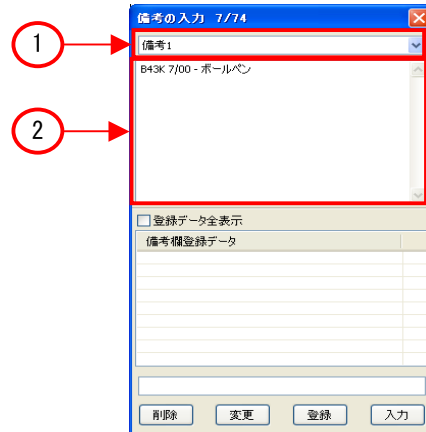 備考の入力 7/74
1
備考1
B43K 7/00 - ボールペン
2
登録データ全表示
備考欄登録データ
削除 変更 登録 入力